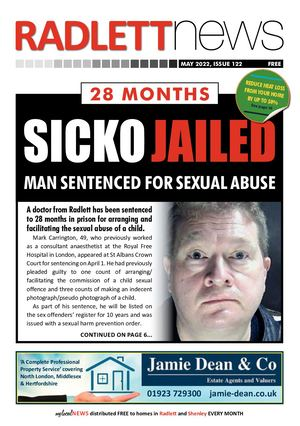 RADLETTnews
MAY 2022, ISSUE 122
FREE
REDUCE HEAT LOSS
FROM YOUR HOME
BY UP TO 58%
See page 16
28 MONTHS
SICKO JAILED
MAN SENTENCED FOR SEXUAL ABUSE
A doctor from Radlett has been sentenced
to 28 months in prison for arranging and
facilitating the sexual abuse of a child.
Mark Carrington, 49, who previously worked
as a consultant anaesthetist at the Royal Free
Hospital in London, appeared at St Albans Crown
Court for sentencing on April 1. He had previously
pleaded guilty to one count of arranging/
facilitating the commission of a child sexual
offence and three counts of making an indecent
photograph/pseudo photograph of a child.
As part of his sentence, he will be listed on
the sex offenders' register for 10 years and was
issued with a sexual harm prevention order.
CONTINUED ON PAGE 6...
'A Complete Professional
Property Service' covering
North London, Middlesex
& Hertfordshire
Jamie Dean & Co
Estate Agents and Valuers
01923 729300 jamie-dean.co.uk
mylocalNEWS distributed FREE to homes in Radlett and Shenley EVERY MONTH